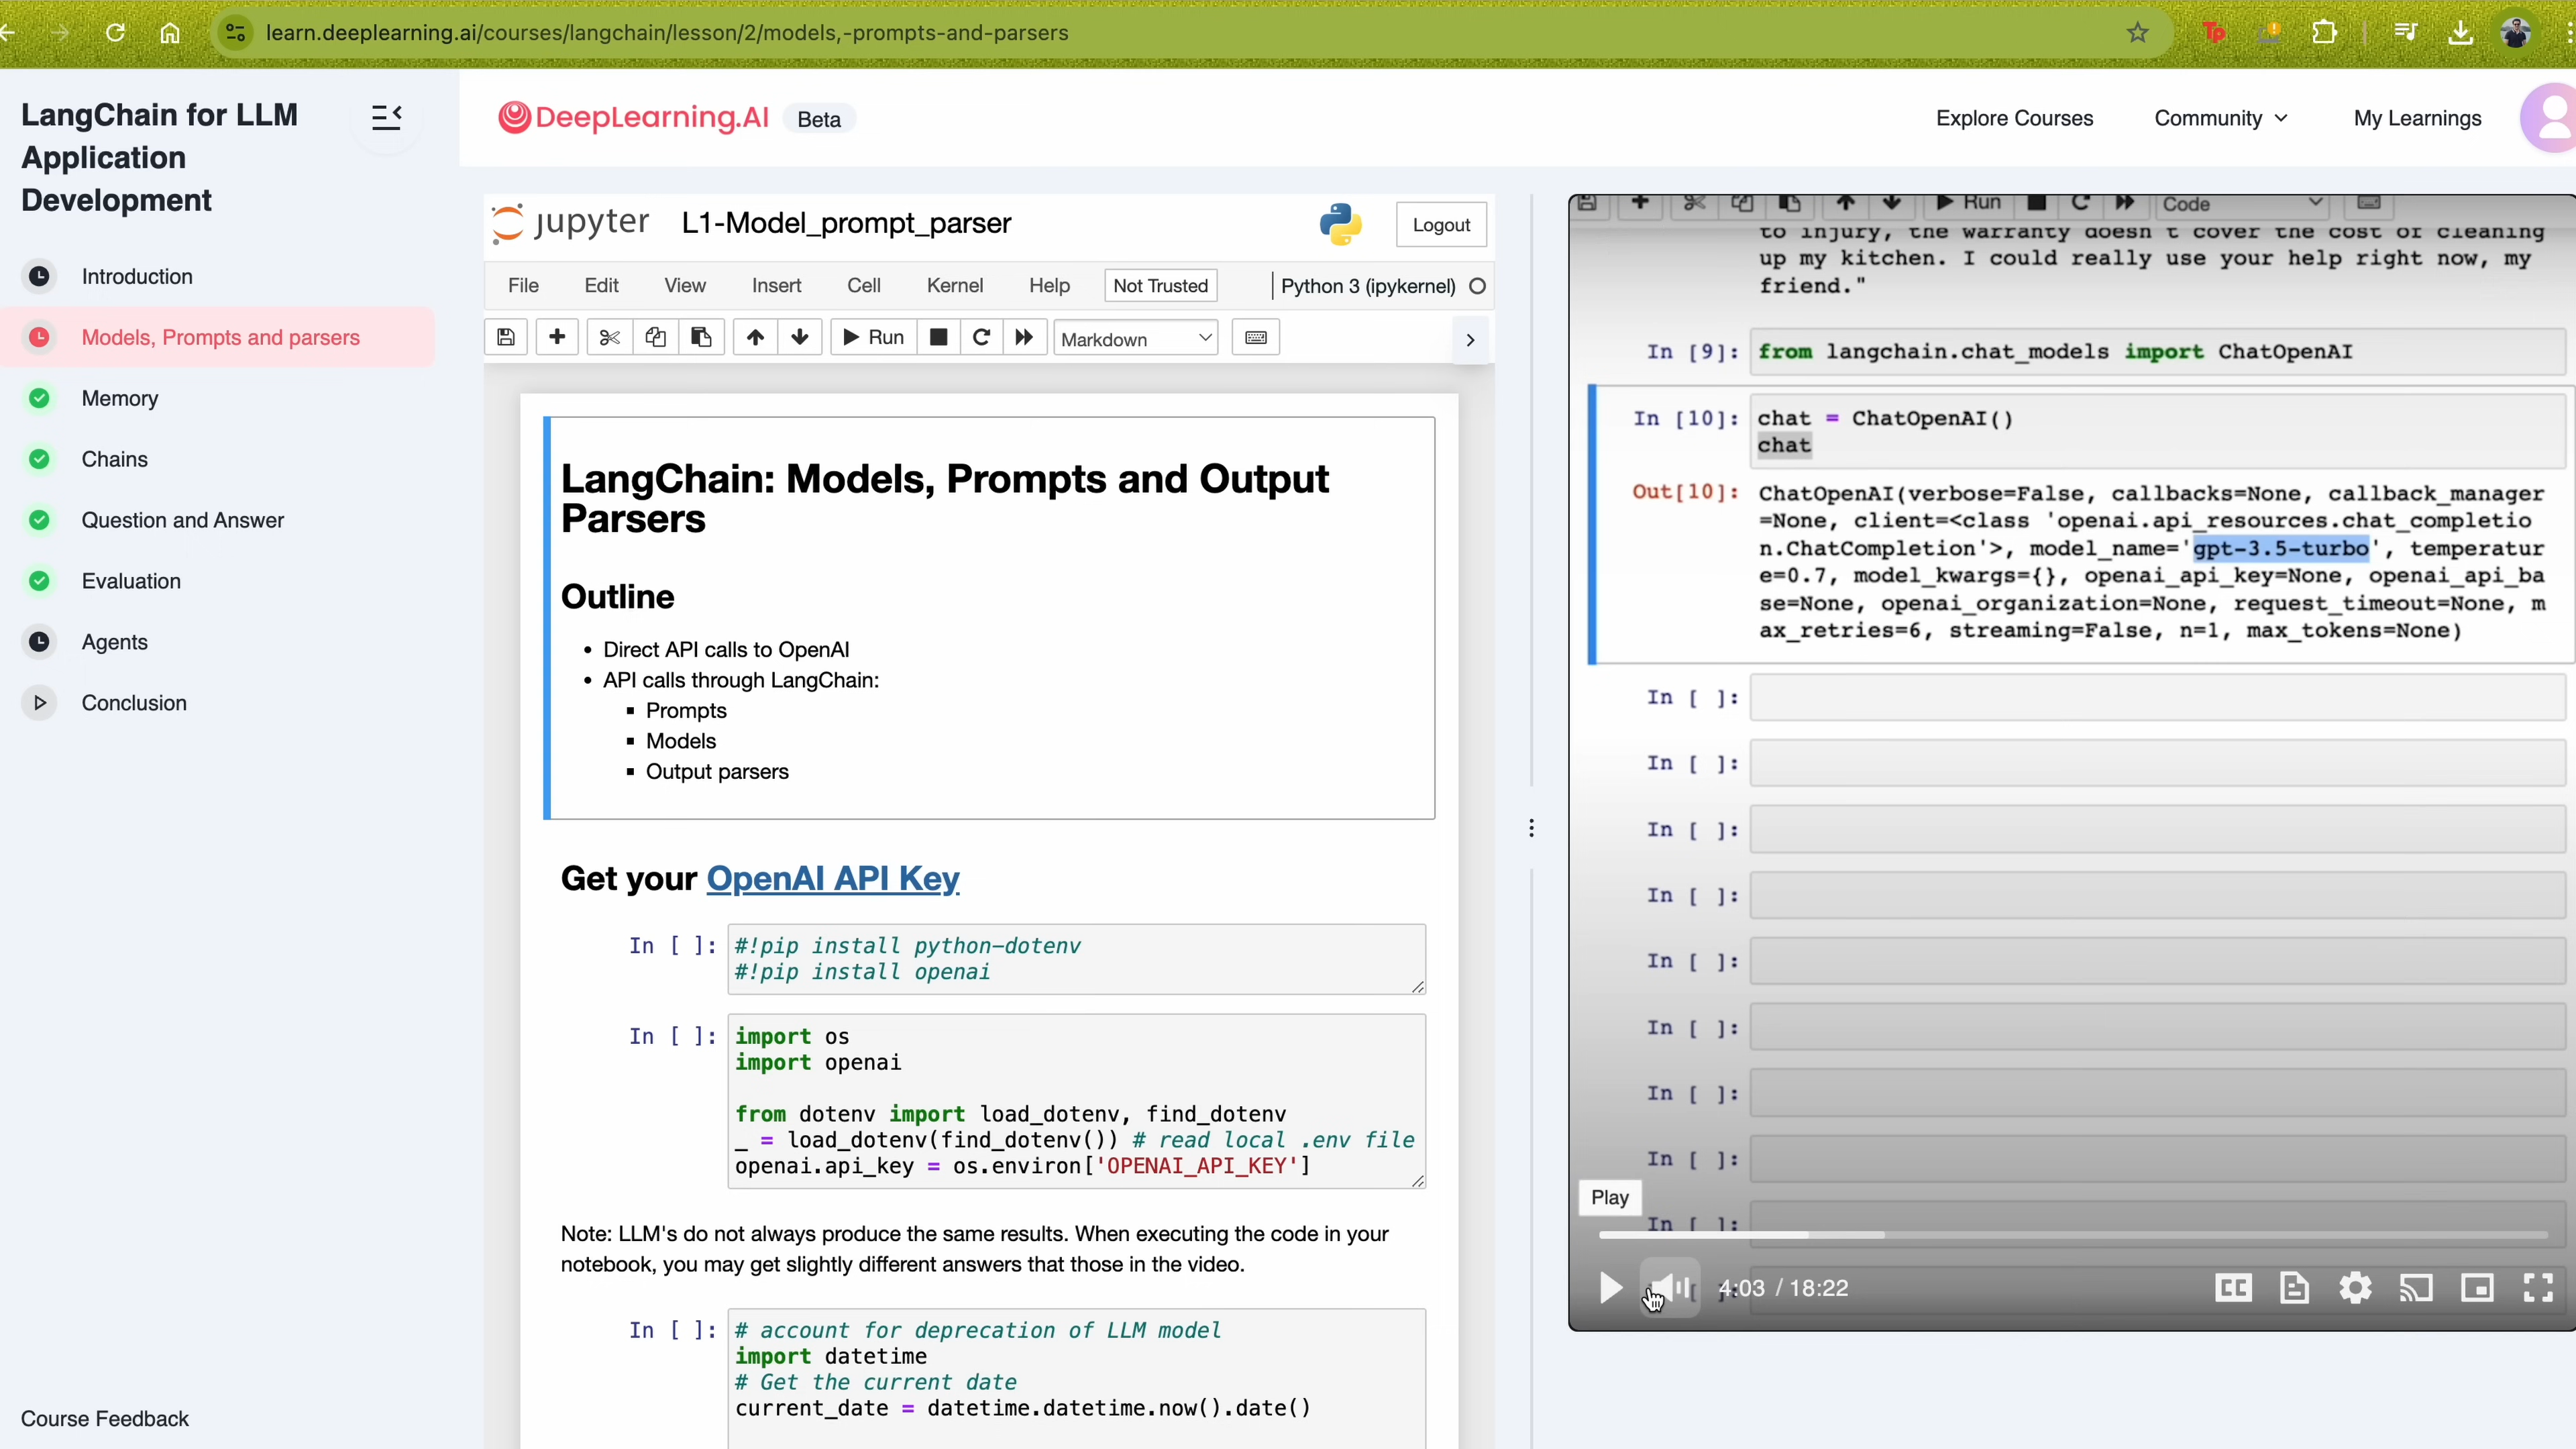 learn.deeplearning.ai/courses/langchain/lesson/2/models,-prompts-and-parsers
LangChain for LLM
Application
Development
Introduction
Models, Prompts and parsers
Memory
Chains
Question and Answer
Evaluation
Agents
Conclusion
Course Feedback
DeepLearning.AI Beta
Explore Courses Community My Learnings
jupyter L1-Model_prompt_parser Logout
File Edit View Insert Cell Kernel Help Not Trusted Python 3 (ipykernel)
Run Markdown
LangChain: Models, Prompts and Output
Parsers
Outline
• Direct API calls to OpenAI
• API calls through LangChain:
▪ Prompts
▪ Models
▪ Output parsers
Get your OpenAI API Key
In [ ]: #!pip install python-dotenv
#!pip install openai
In [ ]: import os
import openai
from dotenv import load_dotenv, find_dotenv
_ = load_dotenv(find_dotenv()) # read local .env file
openai.api_key = os.environ['OPENAI_API_KEY']
Note: LLM's do not always produce the same results. When executing the code in your
notebook, you may get slightly different answers that those in the video.
In [ ]: # account for deprecation of LLM model
import datetime
# Get the current date
current_date = datetime.datetime.now().date()
Run Code
to injury, the warranty doesn't cover the cost of cleaning
up my kitchen. I could really use your help right now, my
friend."
In [9]: from langchain.chat_models import ChatOpenAI
In [10]: chat = ChatOpenAI()
chat
Out[10]: ChatOpenAI(verbose=False, callbacks=None, callback_manager
=None, client=<class 'openai.api_resources.chat_completio
n.ChatCompletion'>, model_name='gpt-3.5-turbo', temperatur
e=0.7, model_kwargs={}, openai_api_key=None, openai_api_ba
se=None, openai_organization=None, request_timeout=None, m
ax_retries=6, streaming=False, n=1, max_tokens=None)
In [ ]:
In [ ]:
In [ ]:
In [ ]:
In [ ]:
In [ ]:
In [ ]:
In [ ]:
Play
In [ ]:
4:03 / 18:22
CC